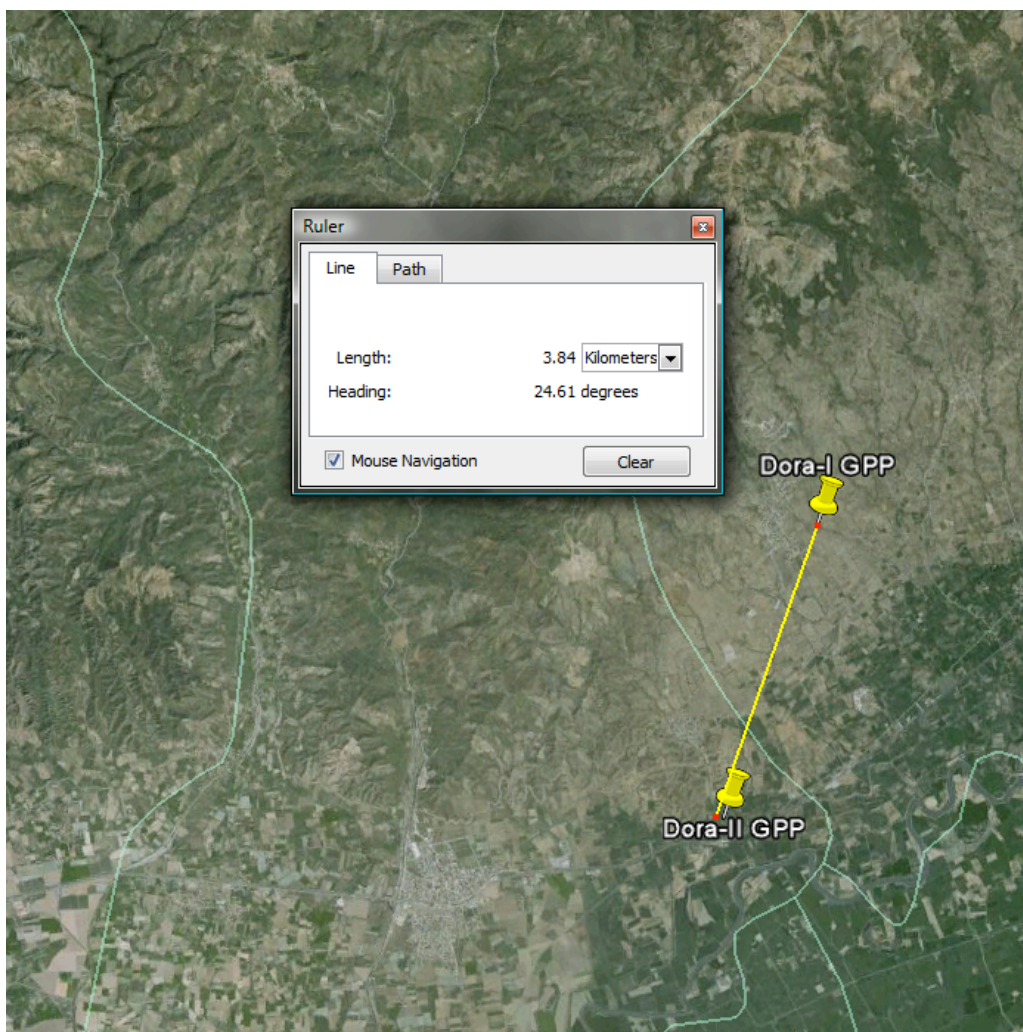 Ruler
Line Path
Length: 3.84 Kilometers
Heading: 24.61 degrees
Mouse Navigation Clear
Dora-I GPP
Dora-II GPP